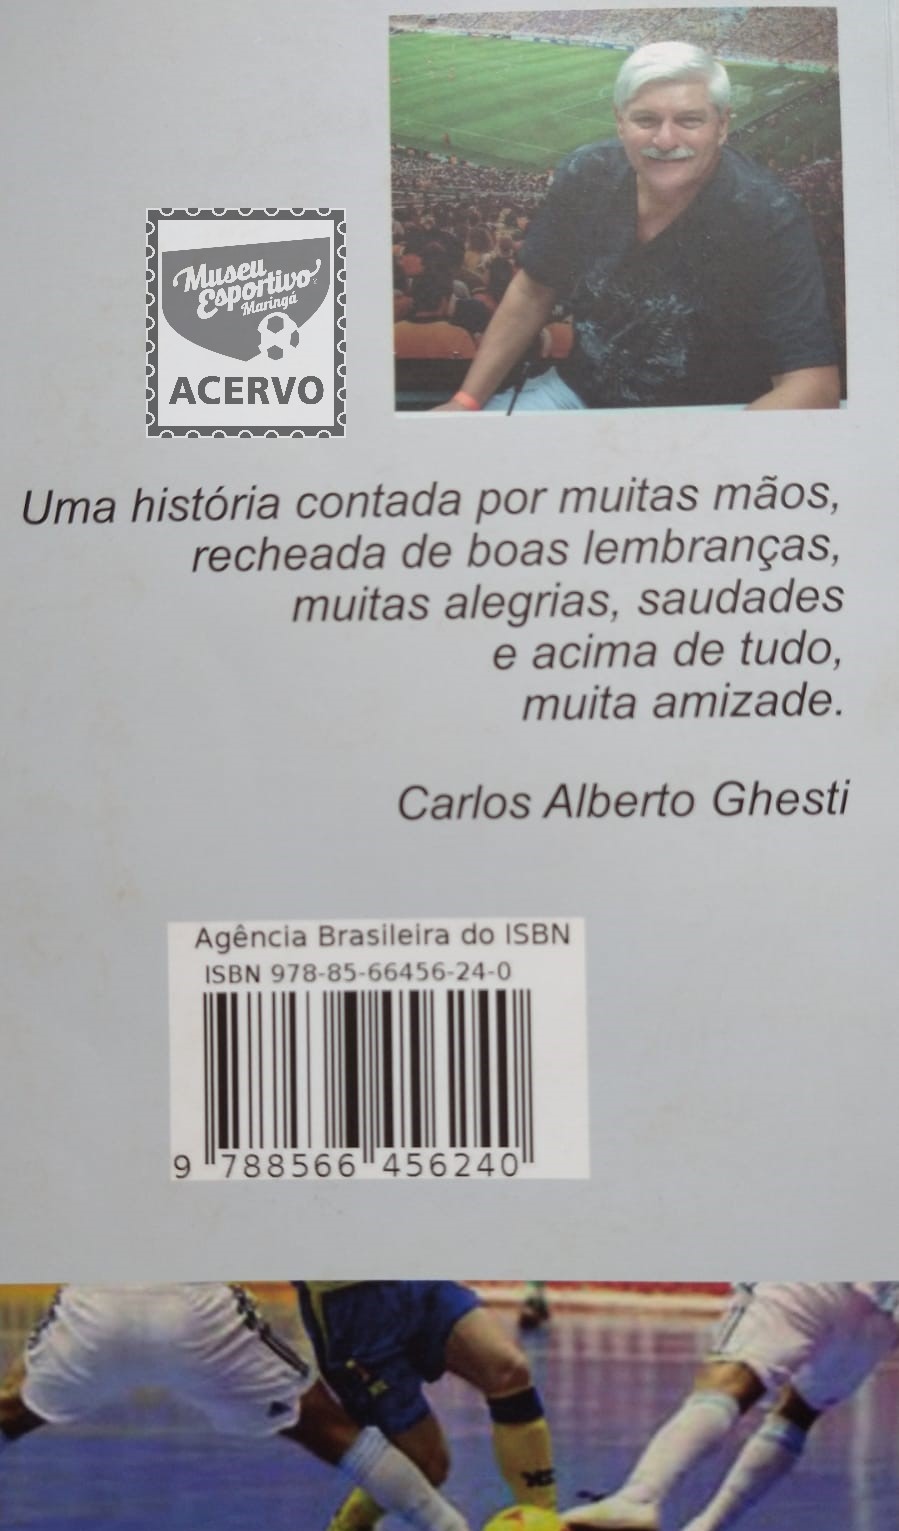 Museu
Esportivo
Maringá
ACERVO
Uma história contada por muitas mãos,
recheada de boas lembranças,
muitas alegrias, saudades
e acima de tudo,
muita amizade.
Carlos Alberto Ghesti
Agência Brasileira do ISBN
ISBN 978-85-66456-24-0
9 788566 456240